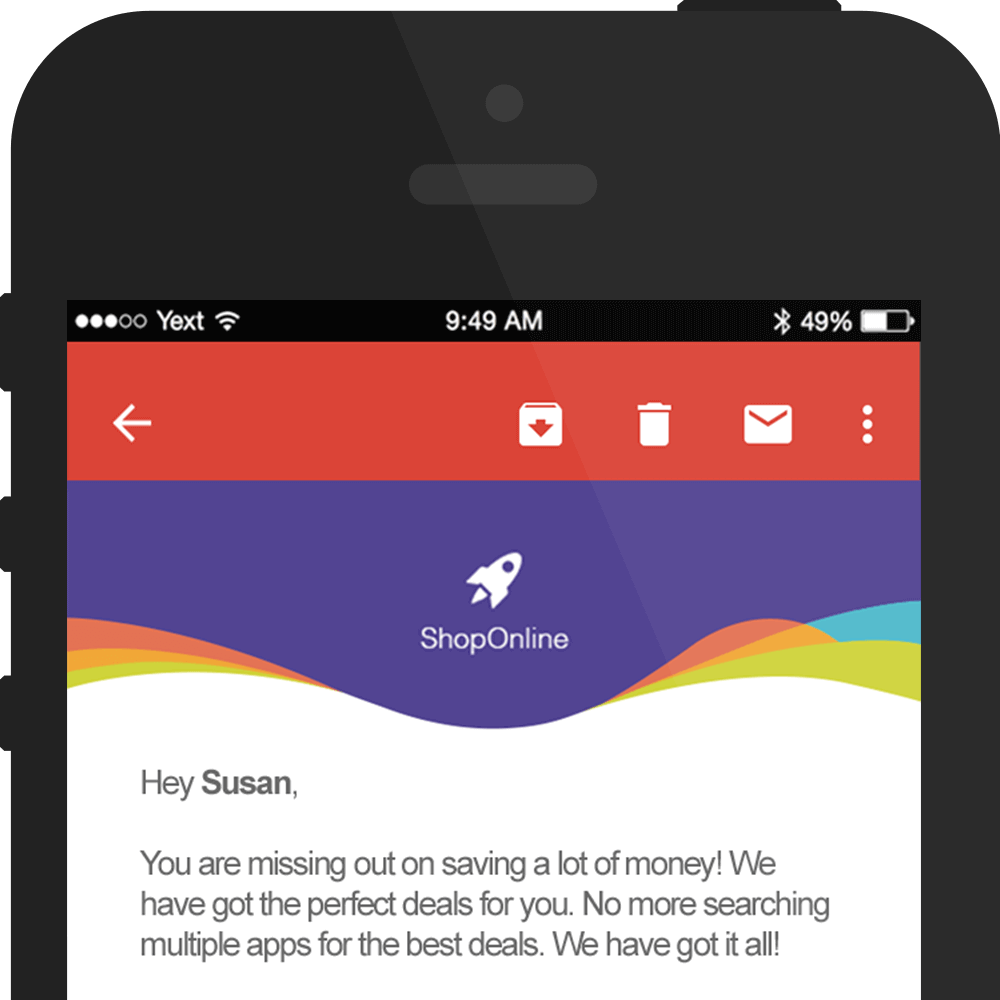 Yext 9:49 AM 49%
ShopOnline
Hey Susan,
You are missing out on saving a lot of money! We
have got the perfect deals for you. No more searching
multiple apps for the best deals. We have got it all!